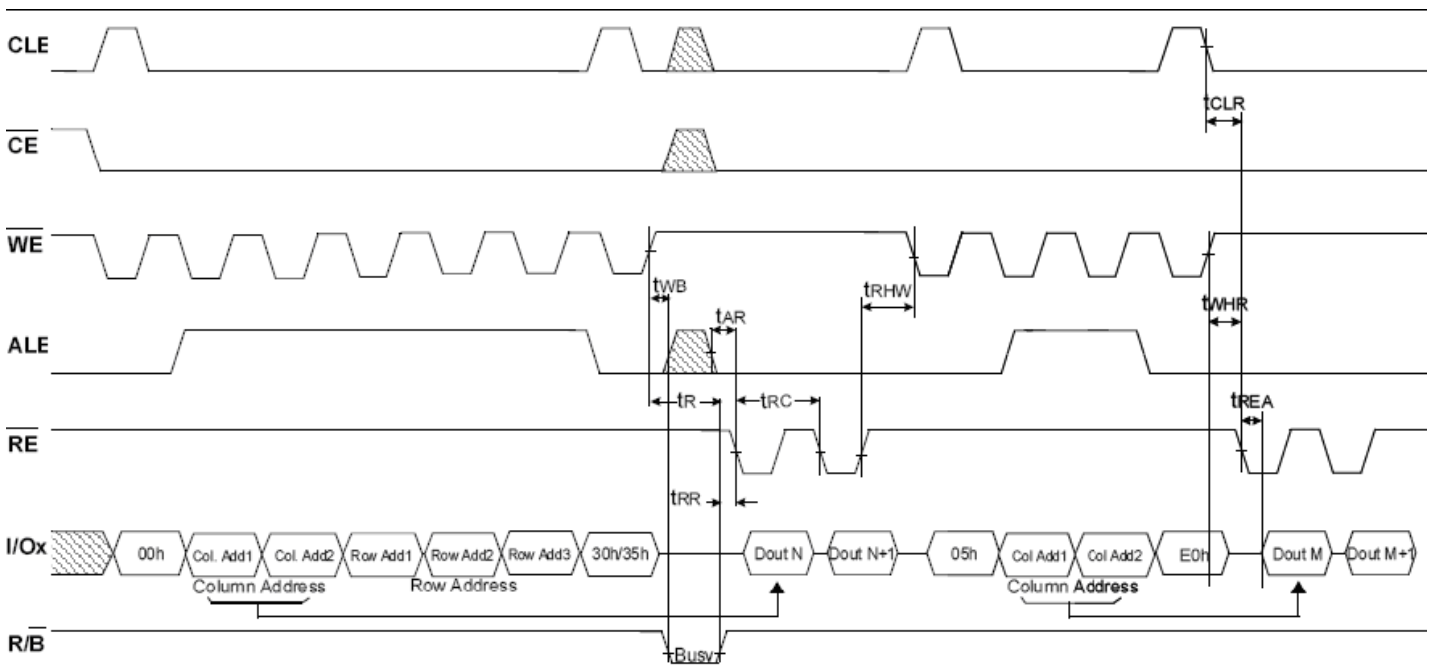 CLE
tCLR
CE
WE
tWB
tRHW
tWHR
tAR
ALE
tR
tRC
tREA
RE
tRR
I/Ox
00h
Col. Add1
Col. Add2
Row Add1
Row Add2
Row Add3
30h/35h
Dout N
Dout N+1
05h
Col Add1
Col Add2
E0h
Dout M
Dout M+1
Column Address
Row Address
Column Address
R/B
Busy